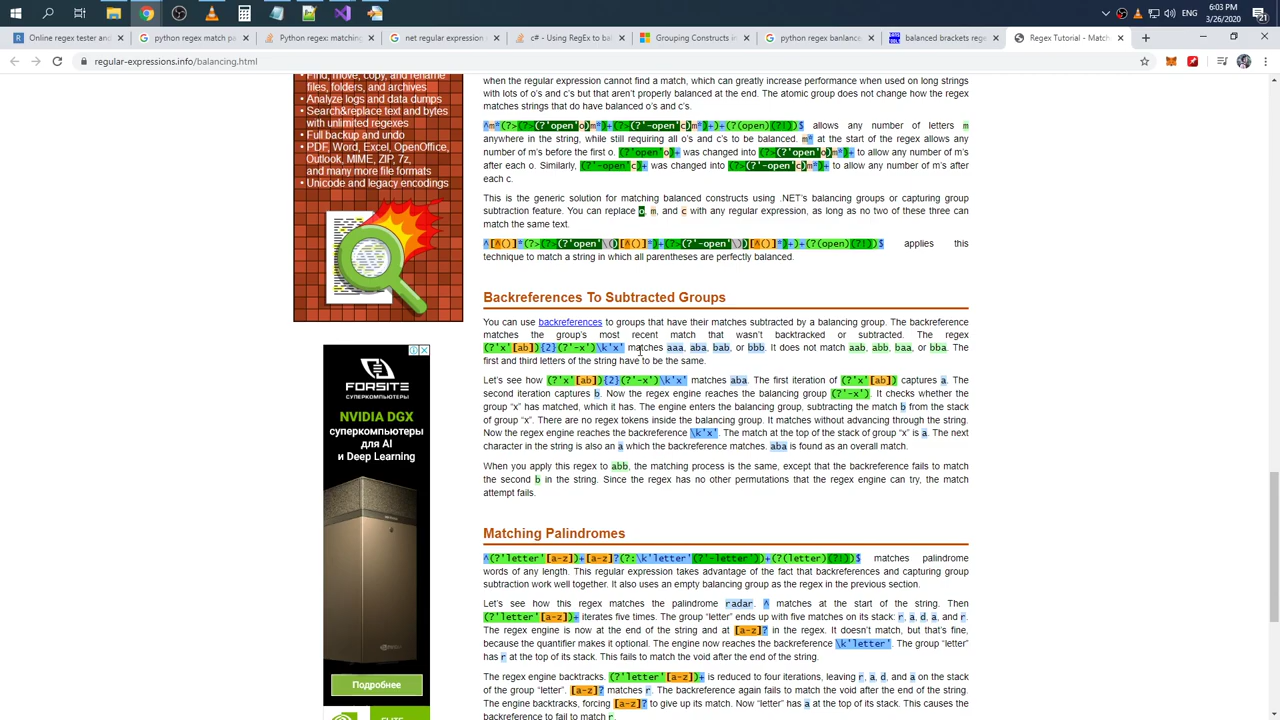 6:03 PM
ENG
3/26/2020
21
Online regex tester and
python regex match pa
Python regex: matching
net regular expression.
c# - Using RegEx to bal
Grouping Constructs in
python regex banlance
balanced brackets rege
Regex Tutorial - Match
regular-expressions.info/balancing.html
• Find, move, copy, and rename
files, folders, and archives
• Analyze logs and data dumps
• Search&replace text and bytes
with unlimited regexes
• Full backup and undo
• PDF, Word, Excel, OpenOffice,
Outlook, MIME, ZIP, 7z,
and many more file formats
• Unicode and legacy encodings
FORSITE
СУПЕРКОМПЬЮТЕРЫ
NVIDIA DGX
суперкомпьютеры
для AI
и Deep Learning
Подробнее
when the regular expression cannot find a match, which can greatly increase performance when used on long strings
with lots of o's and c's but that aren't properly balanced at the end. The atomic group does not change how the regex
matches strings that do have balanced o's and c's.
^m*(?>(?>(?'open'o)m*)+(?>(?'-open'c)m*)+)+(?(open)(?!))$ allows any number of letters m
anywhere in the string, while still requiring all o's and c's to be balanced. m* at the start of the regex allows any
number of m's before the first o. (?'open'o)+ was changed into (?>(?'open'o)m*)+ to allow any number of m's
after each o. Similarly, (?'-open'c)+ was changed into (?>(?'-open'c)m*)+ to allow any number of m's after
each c.
This is the generic solution for matching balanced constructs using .NET's balancing groups or capturing group
subtraction feature. You can replace o, m, and c with any regular expression, as long as no two of these three can
match the same text.
^[^()]*(?>(?>(?'open'\()[^()]*)+(?>(?'-open'\))[^()]*)+)+(?(open)(?!))$ applies this
technique to match a string in which all parentheses are perfectly balanced.
Backreferences To Subtracted Groups
You can use backreferences to groups that have their matches subtracted by a balancing group. The backreference
matches the group's most recent match that wasn't backtracked or subtracted. The regex
(?'x'[ab]){2}(?'-x')\k'x' matches aaa, aba, bab, or bbb. It does not match aab, abb, baa, or bba. The
first and third letters of the string have to be the same.
Let's see how (?'x'[ab]){2}(?'-x')\k'x' matches aba. The first iteration of (?'x'[ab]) captures a. The
second iteration captures b. Now the regex engine reaches the balancing group (?'-x'). It checks whether the
group "x" has matched, which it has. The engine enters the balancing group, subtracting the match b from the stack
of group "x". There are no regex tokens inside the balancing group. It matches without advancing through the string.
Now the regex engine reaches the backreference \k'x'. The match at the top of the stack of group "x" is a. The next
character in the string is also an a which the backreference matches. aba is found as an overall match.
When you apply this regex to abb, the matching process is the same, except that the backreference fails to match
the second b in the string. Since the regex has no other permutations that the regex engine can try, the match
attempt fails.
Matching Palindromes
^(?'letter'[a-z])+[a-z]?(?:\k'letter'(?'-letter'))+(?(letter)(?!))$ matches palindrome
words of any length. This regular expression takes advantage of the fact that backreferences and capturing group
subtraction work well together. It also uses an empty balancing group as the regex in the previous section.
Let's see how this regex matches the palindrome radar. ^ matches at the start of the string. Then
(?'letter'[a-z])+ iterates five times. The group "letter" ends up with five matches on its stack: r, a, d, a, and r.
The regex engine is now at the end of the string and at [a-z]? in the regex. It doesn't match, but that's fine,
because the quantifier makes it optional. The engine now reaches the backreference \k'letter'. The group "letter"
has r at the top of its stack. This fails to match the void after the end of the string.
The regex engine backtracks. (?'letter'[a-z])+ is reduced to four iterations, leaving r, a, d, and a on the stack
of the group "letter". [a-z]? matches r. The backreference again fails to match the void after the end of the string.
The engine backtracks, forcing [a-z]? to give up its match. Now "letter" has a at the top of its stack. This causes the
backreference to fail to match r.